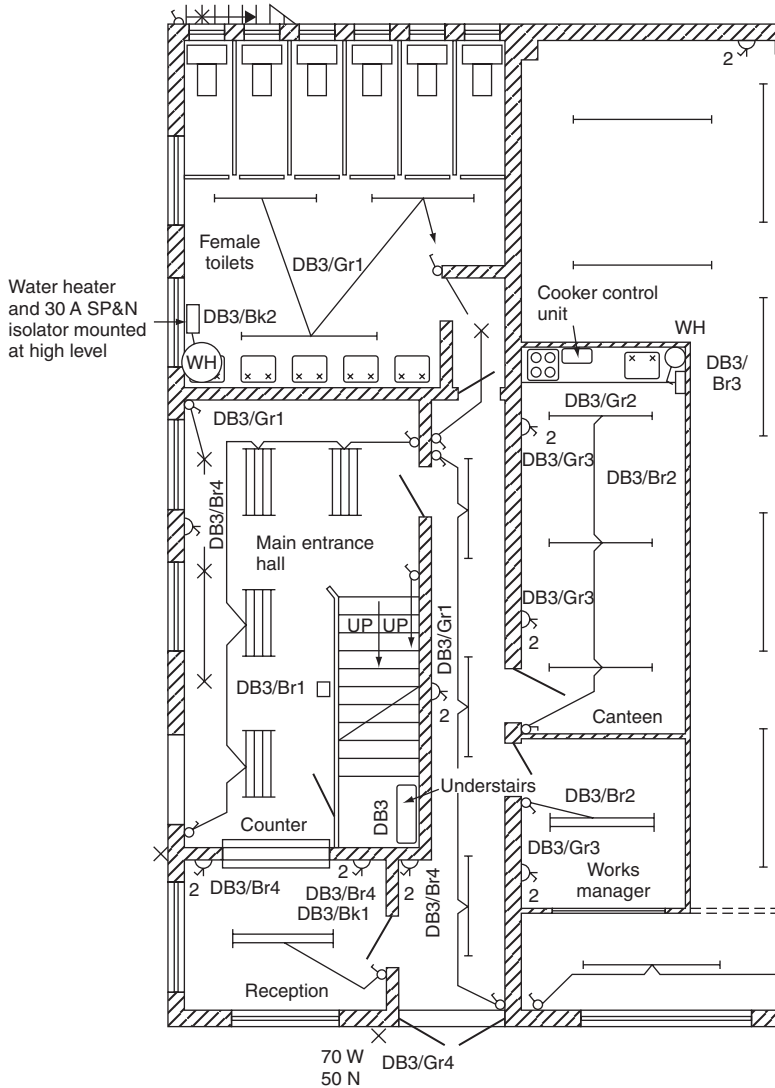 2
Female
toilets
DB3/Gr1
Water heater
and 30 A SP&N
isolator mounted
at high level
DB3/Bk2
WH
Cooker control
unit
WH
DB3/
Br3
DB3/Gr1
DB3/Gr2
2
DB3/Gr3
DB3/Br2
DB3/Br4
Main entrance
hall
DB3/Gr3
2
UP
UP
DB3/Gr1
DB3/Br1
2
Canteen
Understairs
DB3
DB3/Br2
Counter
DB3/Gr3
Works
manager
2
2
DB3/Br4
2
DB3/Br4
DB3/Bk1
2
DB3/Br4
Reception
70 W
50 N
DB3/Gr4